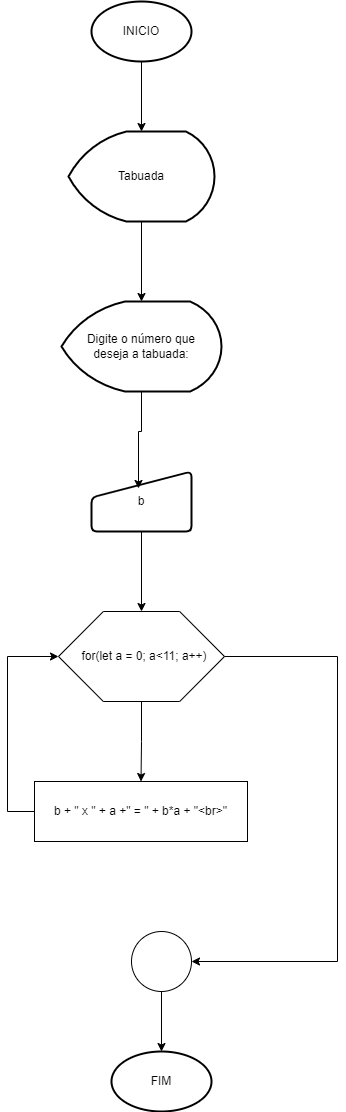 INICIO
Tabuada
Digite o número que
deseja a tabuada:
b
for(let a = 0; a<11; a++)
b + " x " + a +" = " + b*a + "<br>"
FIM